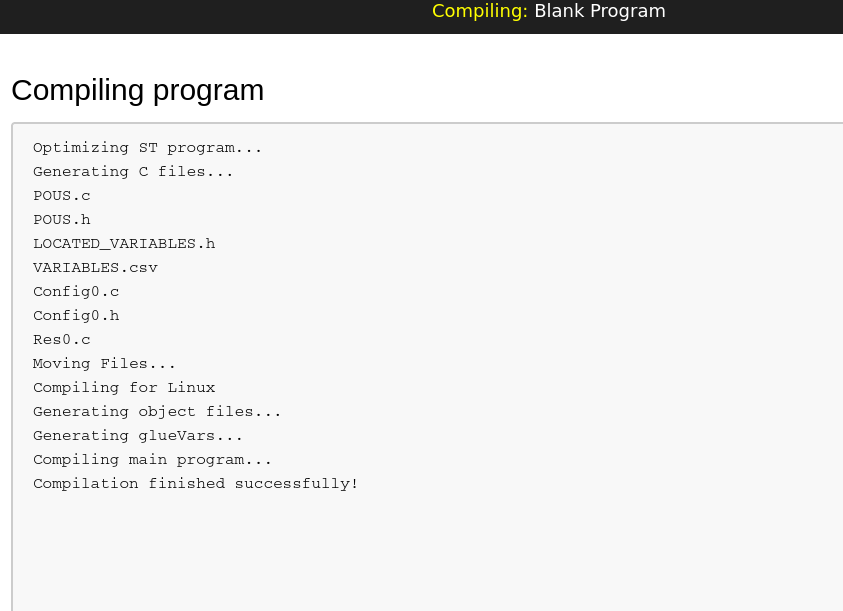 Compiling: Blank Program
Compiling program
Optimizing ST program...
Generating C files...
POUS.c
POUS.h
LOCATED_VARIABLES.h
VARIABLES.csv
Config0.c
Config0.h
Res0.c
Moving Files...
Compiling for Linux
Generating object files...
Generating glueVars...
Compiling main program...
Compilation finished successfully!